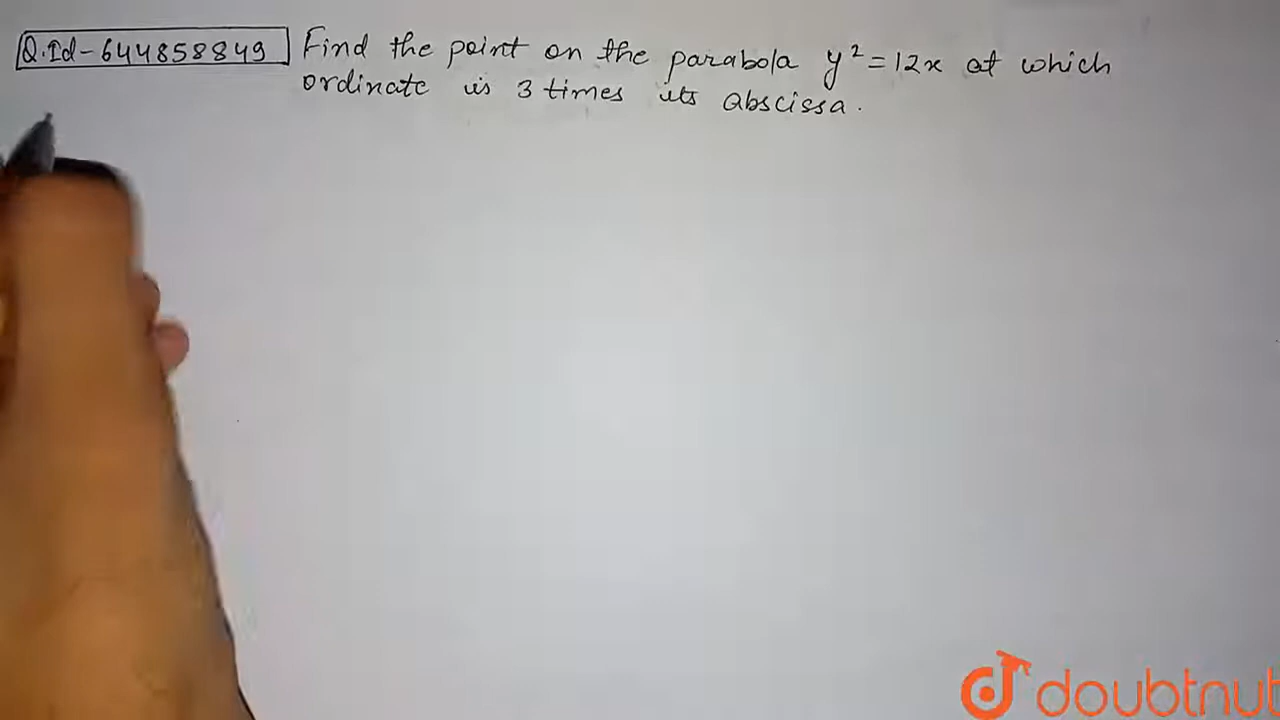 Q.Id-644858849 Find the point on the parabola y²=12x at which
ordinate is 3 times its abscissa.
doubtnut